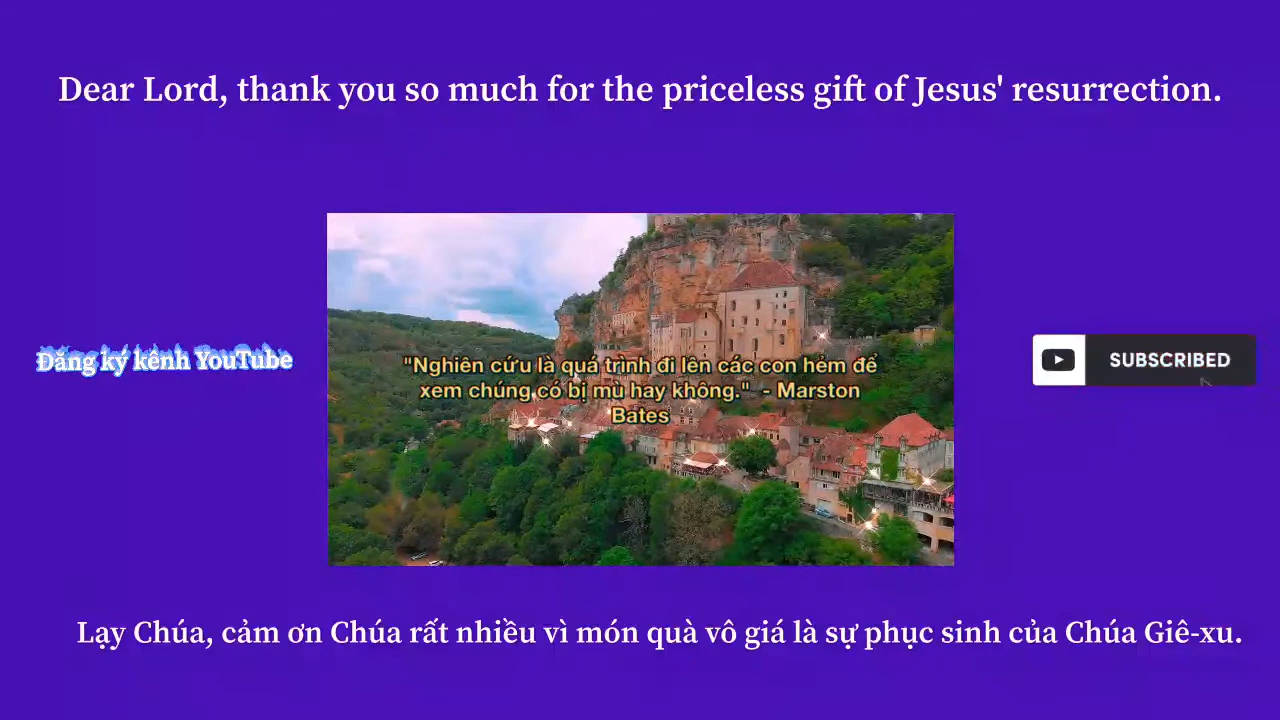 Dear Lord, thank you so much for the priceless gift of Jesus' resurrection.
Đăng ký kênh YouTube
"Nghiên cứu là quá trình đi lên các con hẻm để
xem chúng có bị mù hay không." - Marston
Bates
SUBSCRIBED
Lạy Chúa, cảm ơn Chúa rất nhiều vì món quà vô giá là sự phục sinh của Chúa Giê-xu.